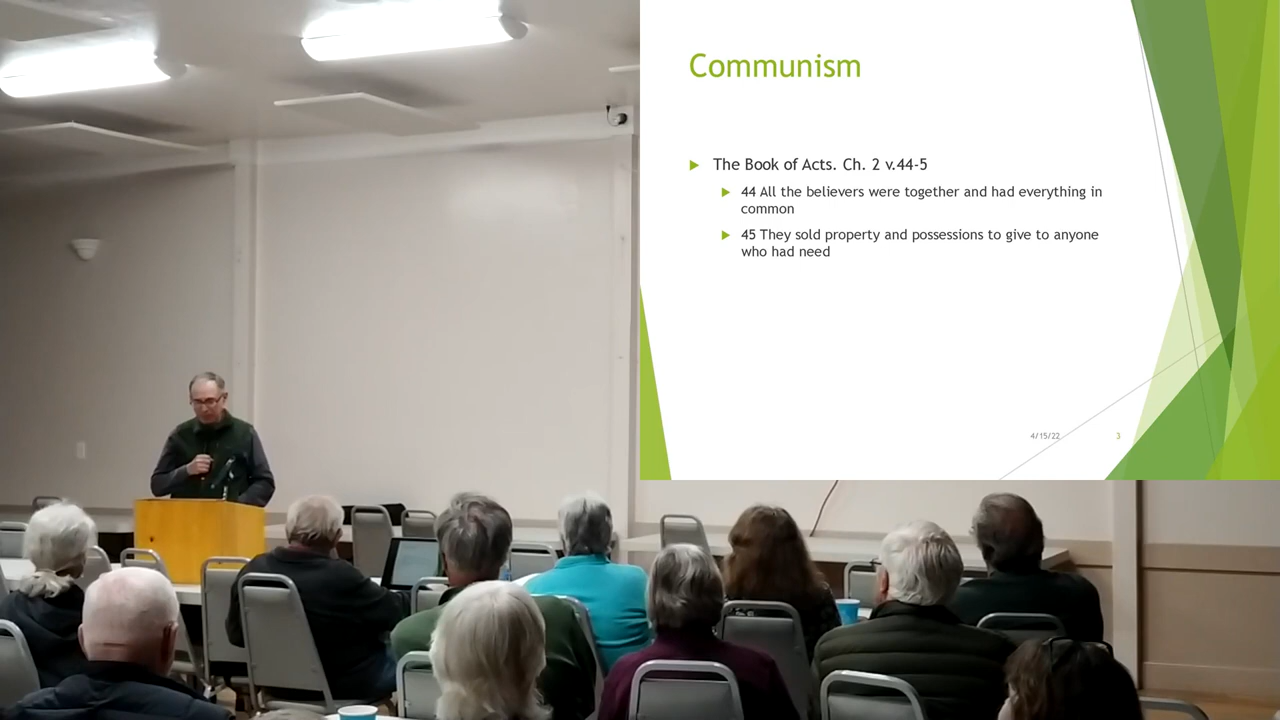 Communism
The Book of Acts. Ch. 2 v.44-5
44 All the believers were together and had everything in
common
45 They sold property and possessions to give to anyone
who had need
4/15/22
3